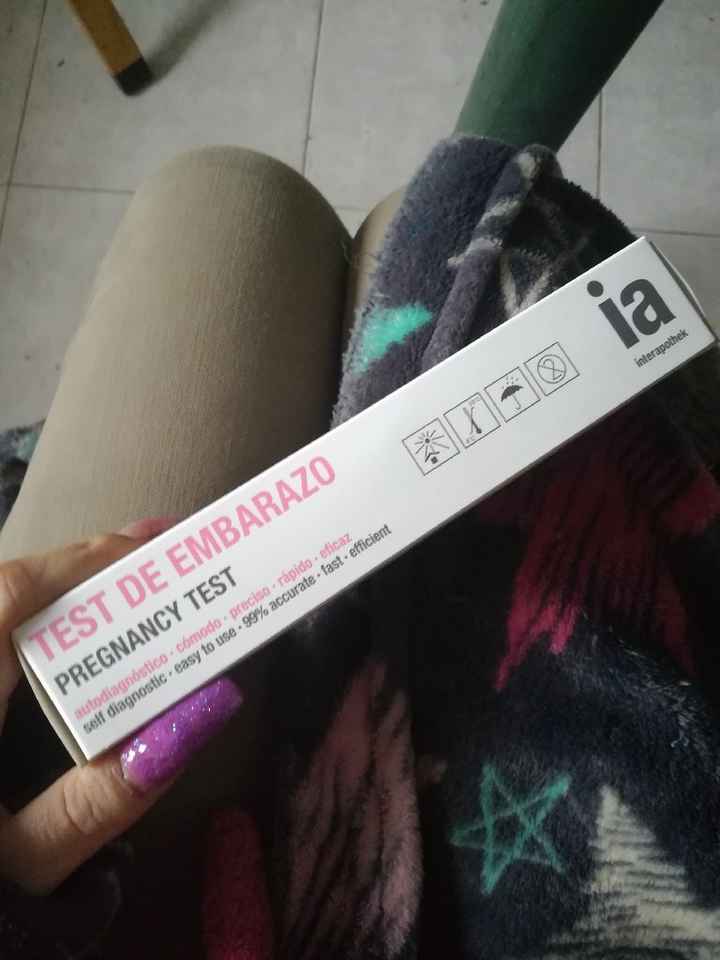 ia
interapothek
TEST DE EMBARAZO
PREGNANCY TEST
autodiagnóstico · cómodo · preciso · rápido · eficaz
self diagnostic · easy to use · 99% accurate · fast · efficient